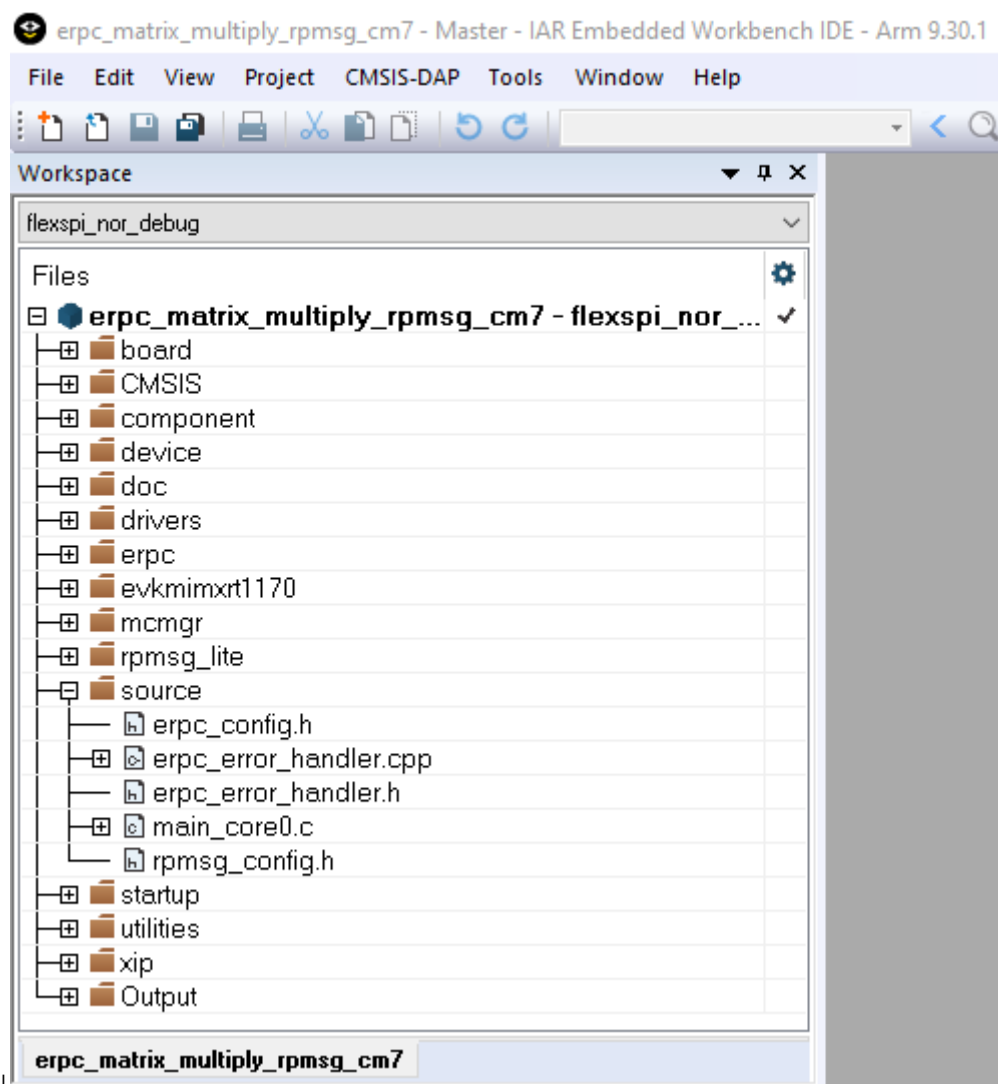 erpc_matrix_multiply_rpmsg_cm7 - Master - IAR Embedded Workbench IDE - Arm 9.30.1
File Edit View Project CMSIS-DAP Tools Window Help
Workspace
flexspi_nor_debug
Files
erpc_matrix_multiply_rpmsg_cm7 - flexspi_nor_...
board
CMSIS
component
device
doc
drivers
erpc
evkmimxrt1170
mcmgr
rpmsg_lite
source
erpc_config.h
erpc_error_handler.cpp
erpc_error_handler.h
main_core0.c
rpmsg_config.h
startup
utilities
xip
Output
erpc_matrix_multiply_rpmsg_cm7